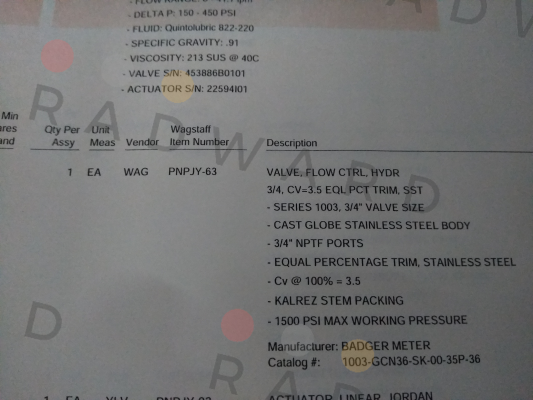 - DELTA P: 150 - 450 PSI
- FLUID: Quintolubric 822-220
- SPECIFIC GRAVITY: .91
- VISCOSITY: 213 SUS @ 40C
- VALVE S/N: 453886B0101
- ACTUATOR S/N: 22594I01
Min
Qty Per Assy Unit Meas Vendor Wagstaff Item Number Description
1 EA WAG PNPJY-63 VALVE, FLOW CTRL, HYDR
3/4, CV=3.5 EQL PCT TRIM, SST
- SERIES 1003, 3/4" VALVE SIZE
- CAST GLOBE STAINLESS STEEL BODY
- 3/4" NPTF PORTS
- EQUAL PERCENTAGE TRIM, STAINLESS STEEL
- Cv @ 100% = 3.5
- KALREZ STEM PACKING
- 1500 PSI MAX WORKING PRESSURE
Manufacturer: BADGER METER
Catalog #: 1003-GCN36-SK-00-35P-36
1 EA ACTUATOR, LINEAR, JORDAN
RADWARD